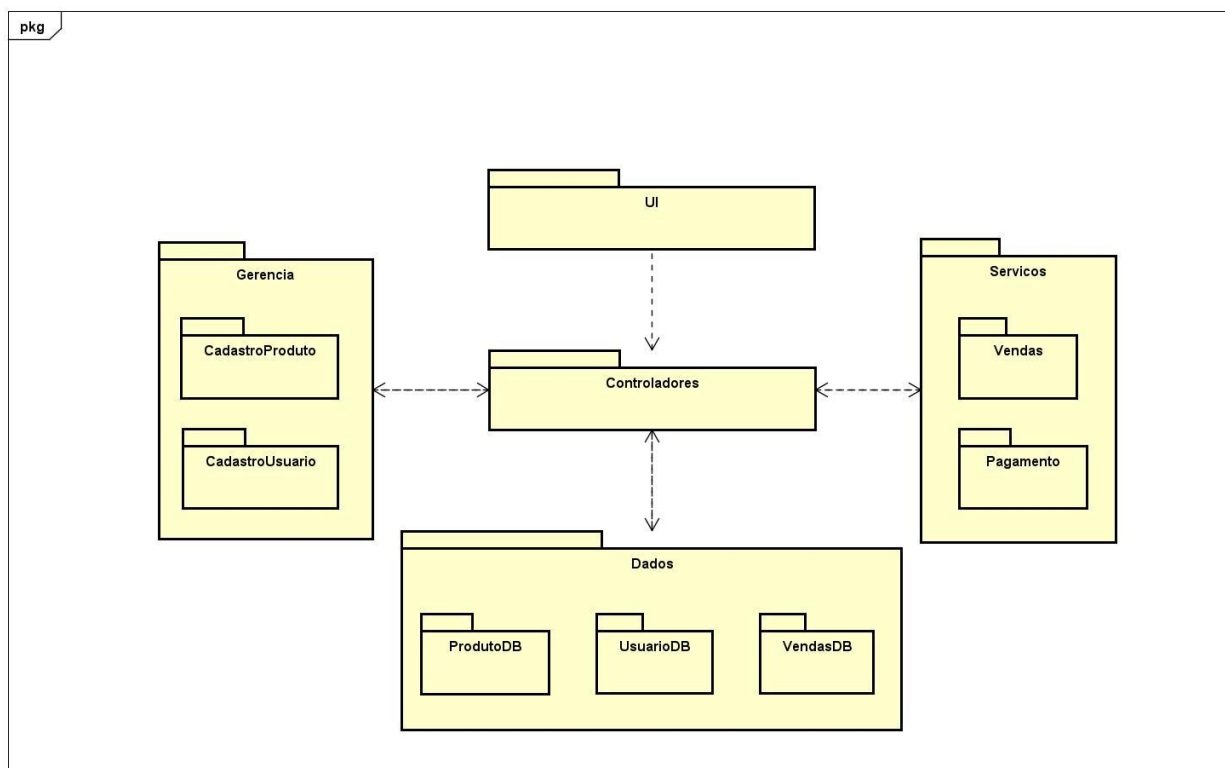 pkg
UI
Gerencia
CadastroProduto
CadastroUsuario
Controladores
Servicos
Vendas
Pagamento
Dados
ProdutoDB
UsuarioDB
VendasDB